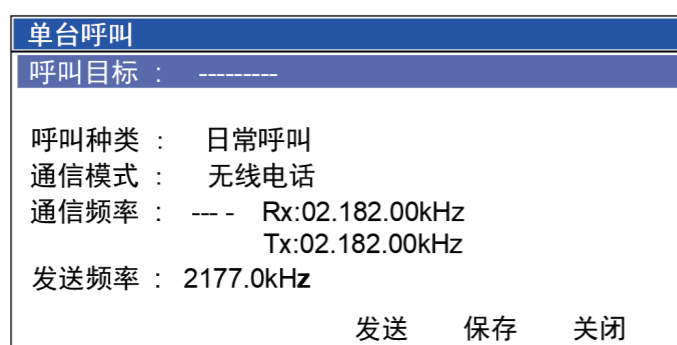 单台呼叫
呼叫目标 : ---------
呼叫种类 : 日常呼叫
通信模式 : 无线电话
通信频率 : --- - Rx:02.182.00kHz
Tx:02.182.00kHz
发送频率 : 2177.0kHz
发送 保存 关闭